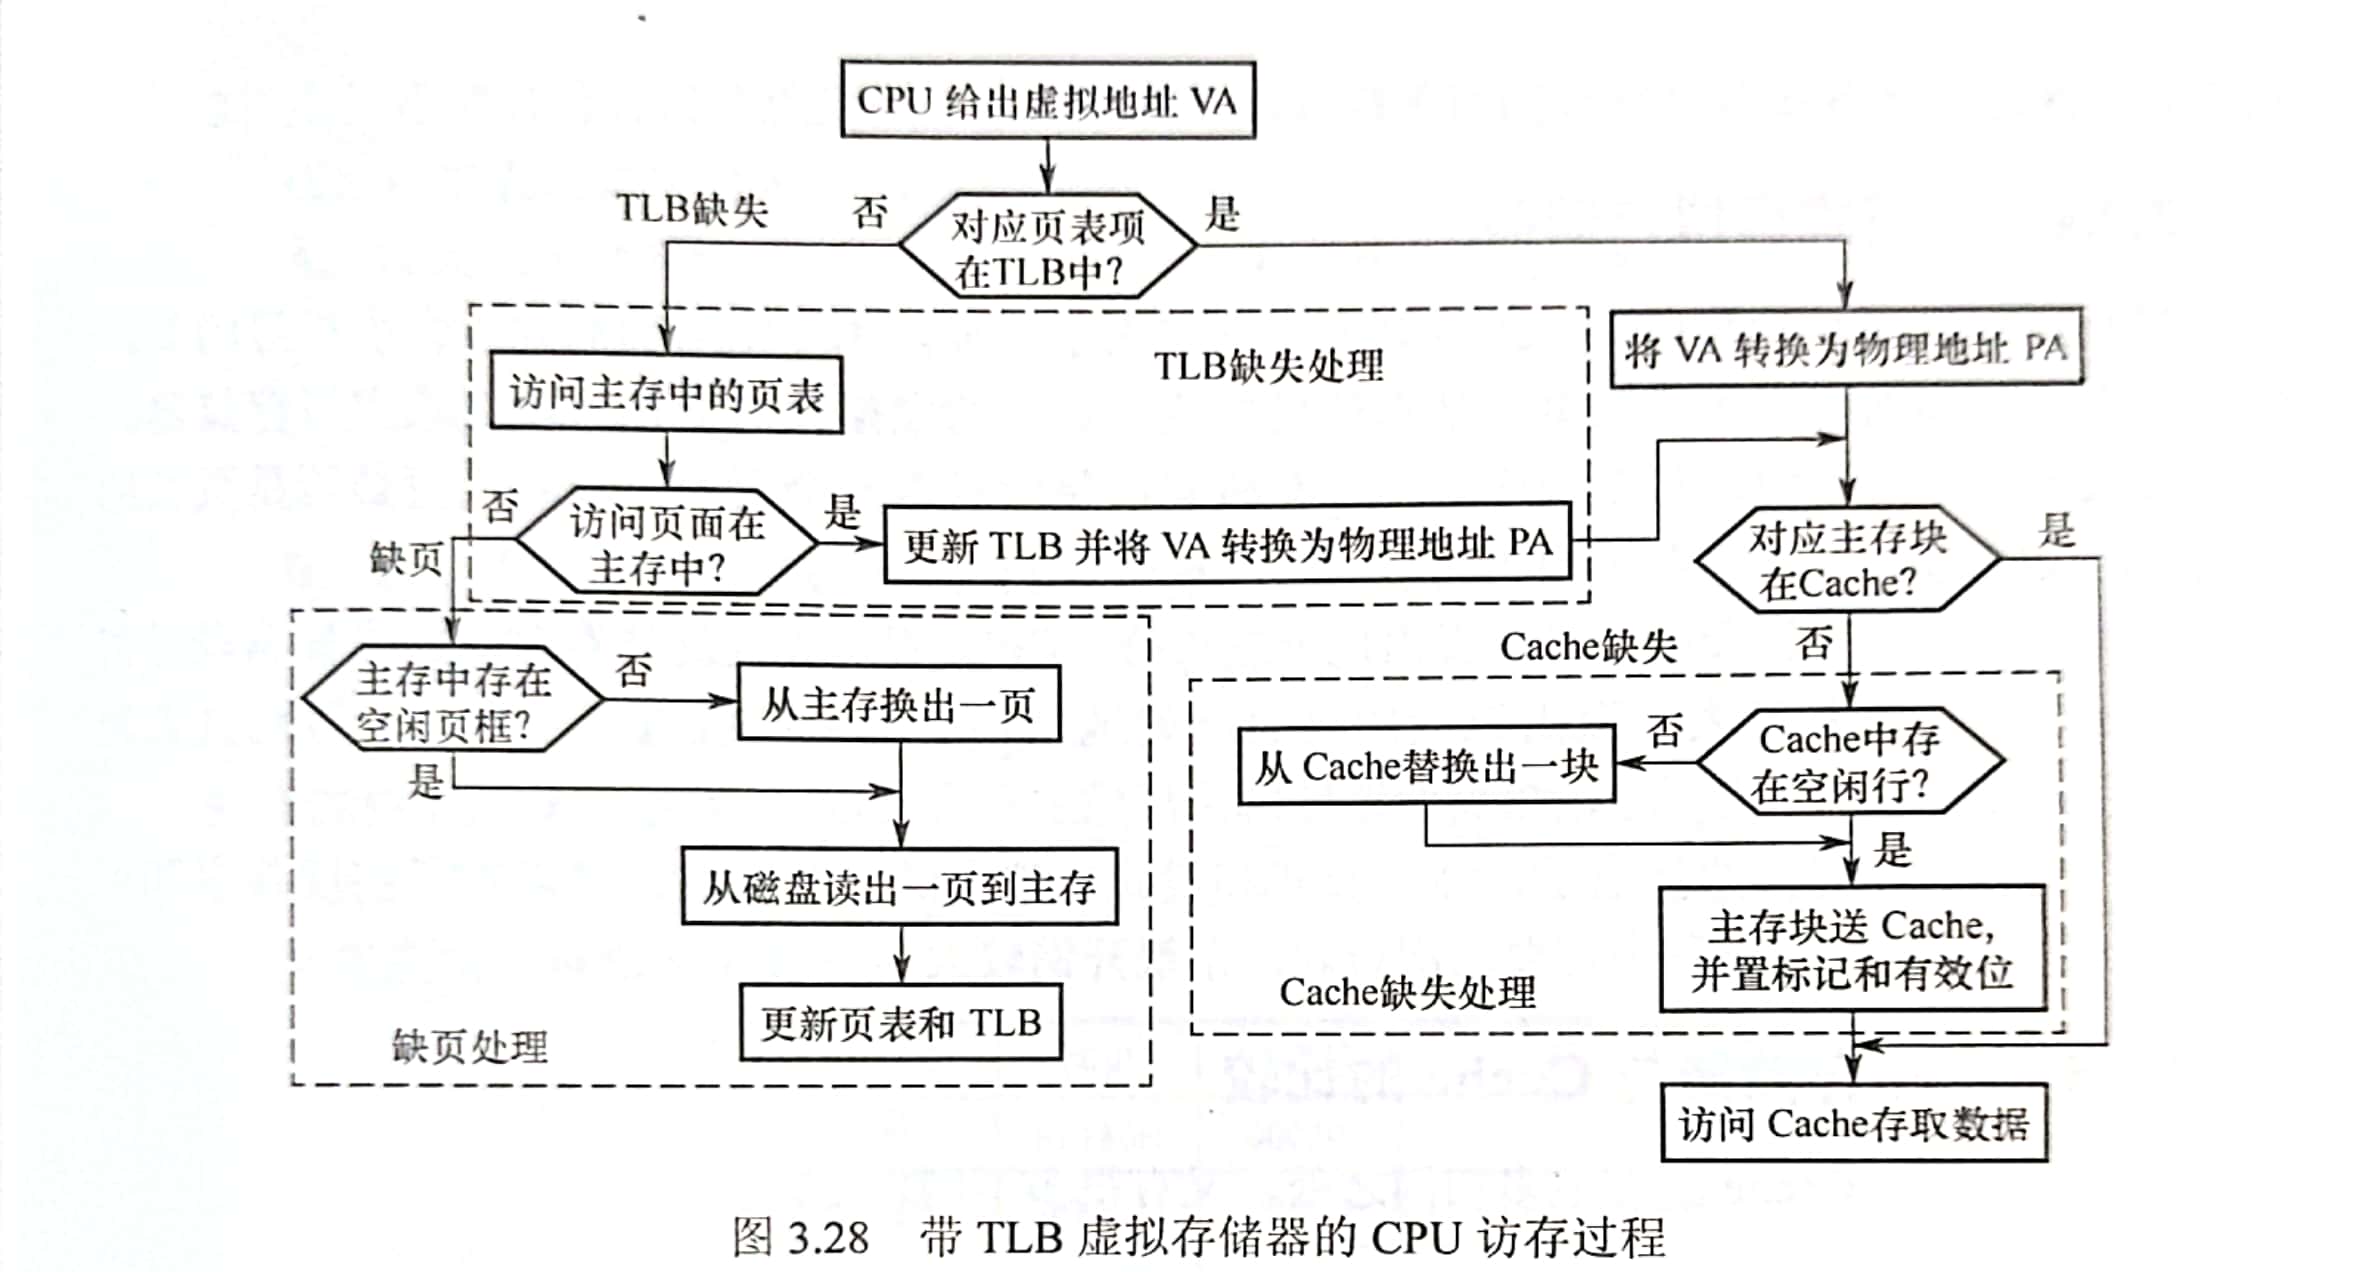 CPU 给出虚拟地址 VA
TLB缺失
否
对应页表项
在TLB中?
是
TLB缺失处理
将 VA 转换为物理地址 PA
访问主存中的页表
否
访问页面在
主存中?
是
更新 TLB 并将 VA 转换为物理地址 PA
对应主存块
在Cache?
是
缺页
Cache缺失
否
主存中存在
空闲页框?
否
从主存换出一页
是
从 Cache替换出一块
否
Cache中存
在空闲行?
是
从磁盘读出一页到主存
主存块送 Cache,
并置标记和有效位
Cache缺失处理
更新页表和 TLB
缺页处理
访问 Cache存取数据
图 3.28 带 TLB 虚拟存储器的 CPU 访存过程